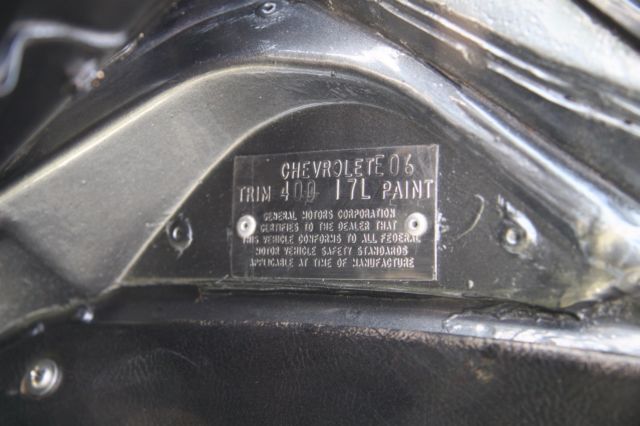 CHEVROLETE06
TRIM 400 17L PAINT
GENERAL MOTORS CORPORATION
CERTIFIES TO THE DEALER THAT
THIS VEHICLE CONFORMS TO ALL FEDERAL
MOTOR VEHICLE SAFETY STANDARDS
APPLICABLE AT TIME OF MANUFACTURE